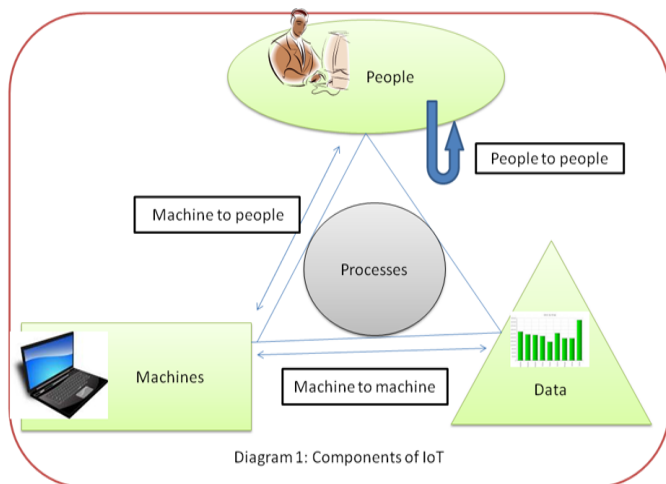 People
People to people
Machine to people
Processes
Machines
Machine to machine
Data
Diagram 1: Components of IoT